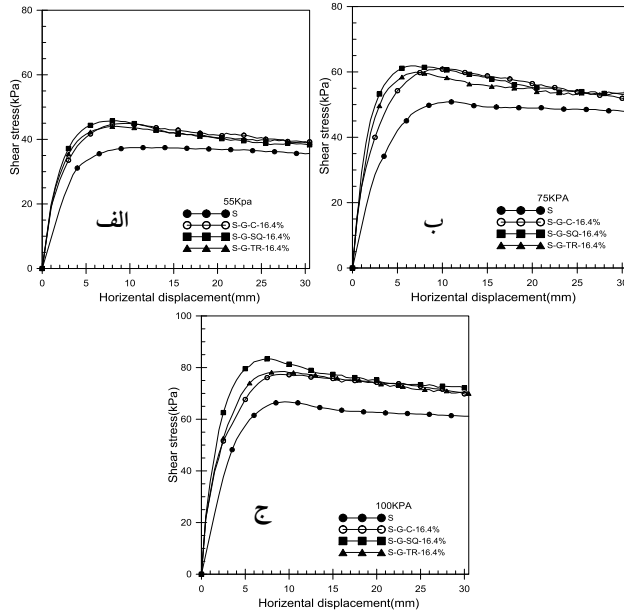 80
60
40
20
0
Shear stress(kPa)
الف
55Kpa
S
S-G-C-16.4%
S-G-SQ-16.4%
S-G-TR-16.4%
0 5 10 15 20 25 30
Horizental displacement(mm)
80
60
40
20
0
Shear stress(kPa)
ب
75KPA
S
S-G-C-16.4%
S-G-SQ-16.4%
S-G-TR-16.4%
0 5 10 15 20 25 30
Horizental displacement(mm)
100
80
60
40
20
0
Shear stress(kPa)
ج
100KPA
S
S-G-C-16.4%
S-G-SQ-16.4%
S-G-TR-16.4%
0 5 10 15 20 25 30
Horizental displacement(mm)